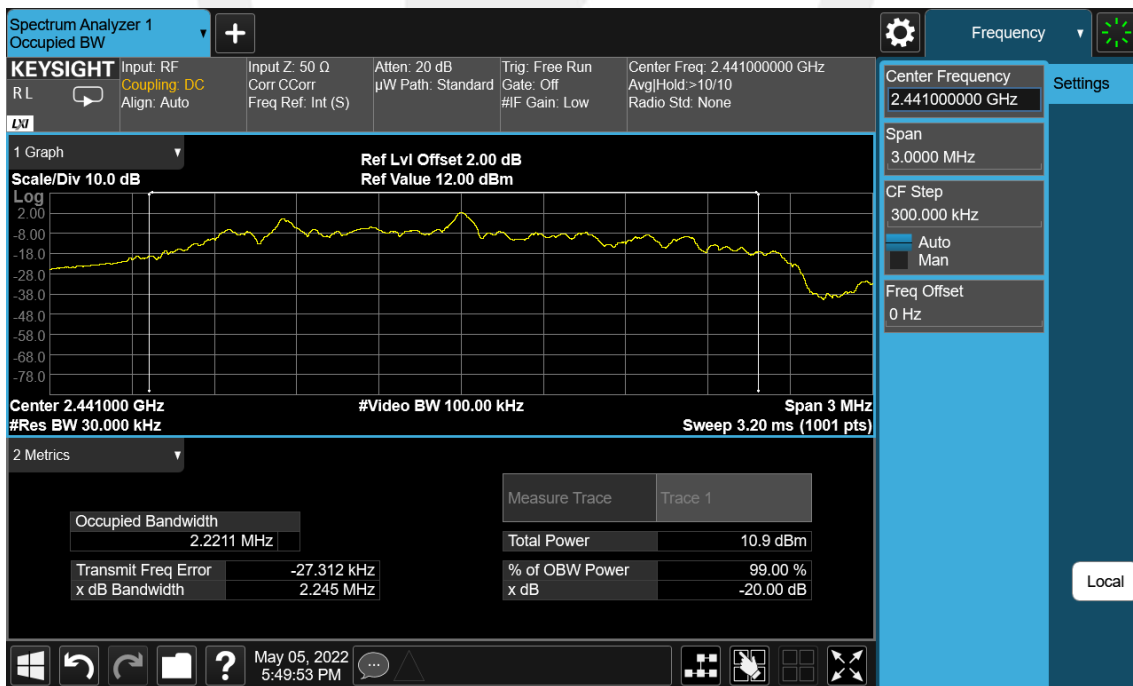 Spectrum Analyzer 1
Occupied BW
+
Frequency
KEYSIGHT
RL
LXI
Input: RF
Coupling: DC
Align: Auto
Input Z: 50 Ω
Corr CCorr
Freq Ref: Int (S)
Atten: 20 dB
µW Path: Standard
Trig: Free Run
Gate: Off
#IF Gain: Low
Center Freq: 2.441000000 GHz
Avg|Hold:>10/10
Radio Std: None
Center Frequency
2.441000000 GHz
Settings
Span
3.0000 MHz
CF Step
300.000 kHz
Auto
Man
Freq Offset
0 Hz
Local
1 Graph
Scale/Div 10.0 dB
Ref Lvl Offset 2.00 dB
Ref Value 12.00 dBm
Log
2.00
-8.00
-18.0
-28.0
-38.0
-48.0
-58.0
-68.0
-78.0
Center 2.441000 GHz
#Video BW 100.00 kHz
Span 3 MHz
#Res BW 30.000 kHz
Sweep 3.20 ms (1001 pts)
2 Metrics
Measure Trace
Trace 1
Occupied Bandwidth
2.2211 MHz
Total Power
10.9 dBm
Transmit Freq Error
-27.312 kHz
% of OBW Power
99.00 %
x dB Bandwidth
2.245 MHz
x dB
-20.00 dB
?
May 05, 2022
5:49:53 PM